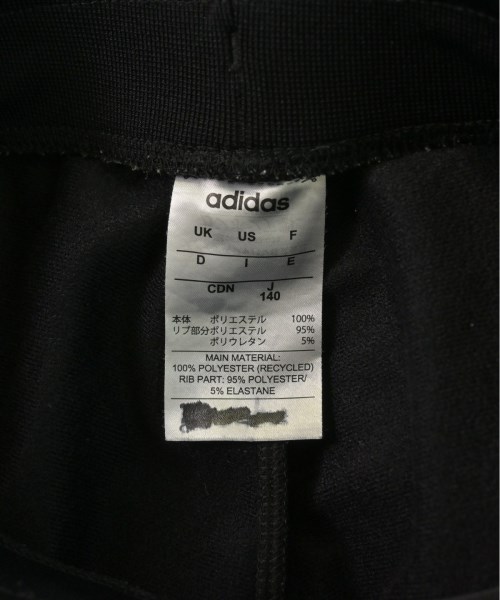 adidas
UK US F
D I E
CDN J
140
本体 ポリエステル 100%
リブ部分ポリエステル 95%
ポリウレタン 5%
MAIN MATERIAL:
100% POLYESTER (RECYCLED)
RIB PART: 95% POLYESTER/
5% ELASTANE